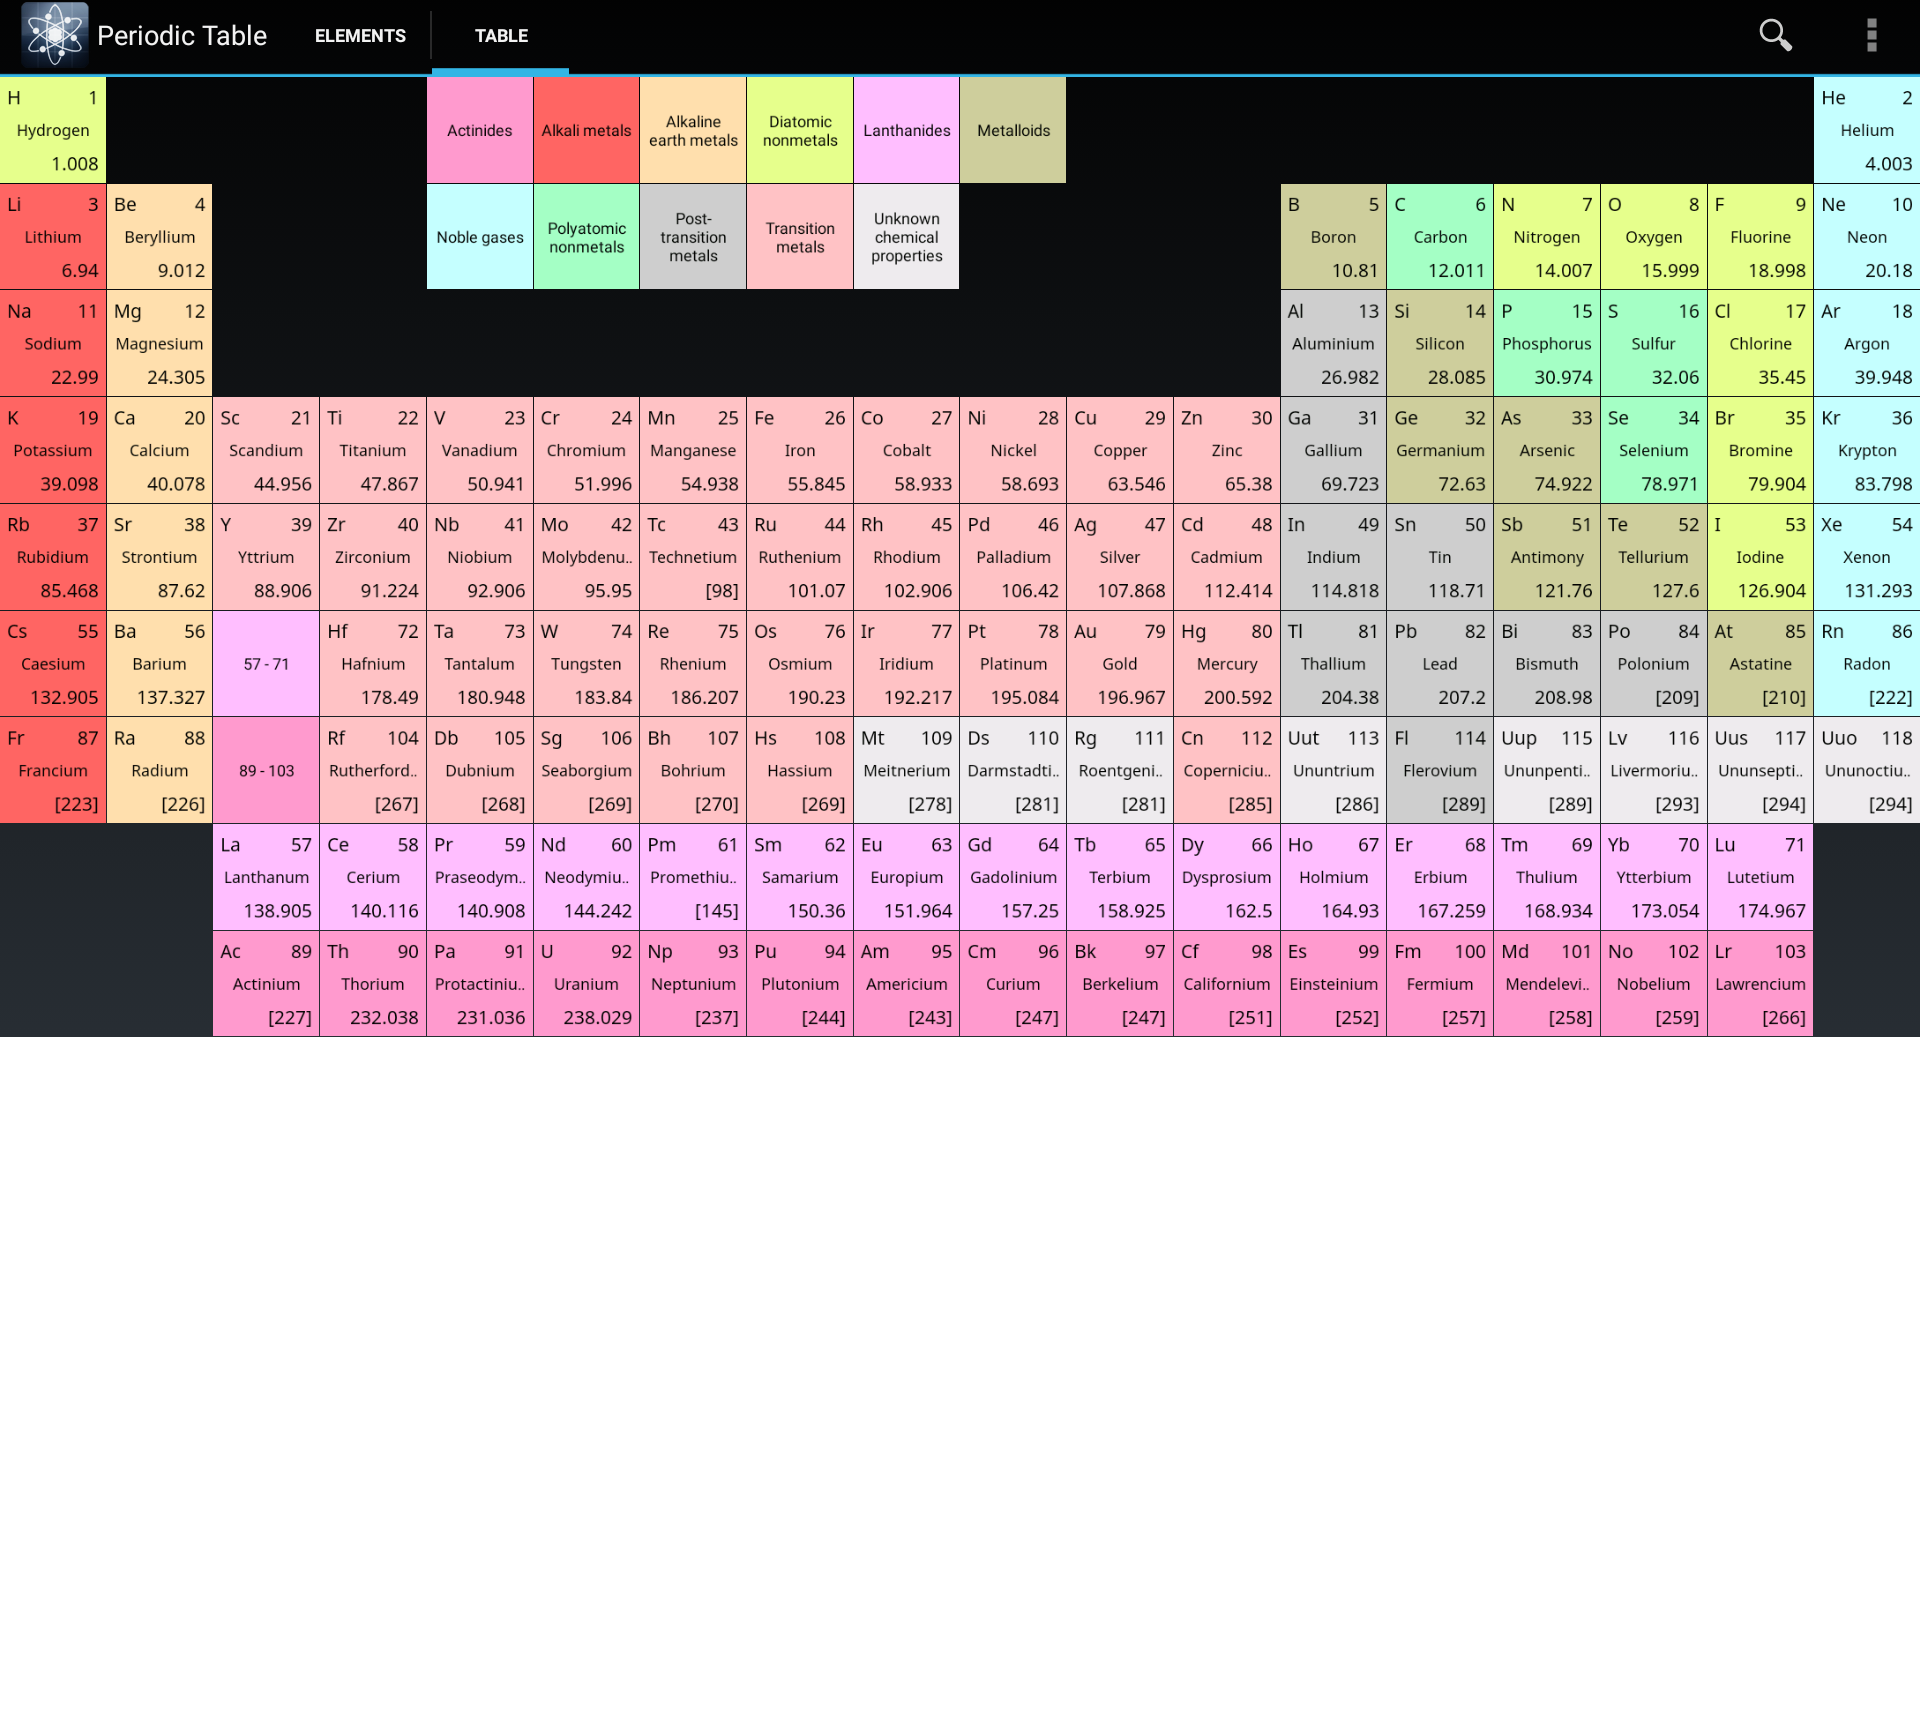 Periodic Table ELEMENTS TABLE
H 1 He 2
Hydrogen Actinides Alkali metals Alkaline earth metals Diatomic nonmetals Lanthanides Metalloids Helium
1.008 4.003
Li 3 Be 4 B 5 C 6 N 7 O 8 F 9 Ne 10
Lithium Beryllium Noble gases Polyatomic nonmetals Post-transition metals Transition metals Unknown chemical properties Boron Carbon Nitrogen Oxygen Fluorine Neon
6.94 9.012 10.81 12.011 14.007 15.999 18.998 20.18
Na 11 Mg 12 Al 13 Si 14 P 15 S 16 Cl 17 Ar 18
Sodium Magnesium Aluminium Silicon Phosphorus Sulfur Chlorine Argon
22.99 24.305 26.982 28.085 30.974 32.06 35.45 39.948
K 19 Ca 20 Sc 21 Ti 22 V 23 Cr 24 Mn 25 Fe 26 Co 27 Ni 28 Cu 29 Zn 30 Ga 31 Ge 32 As 33 Se 34 Br 35 Kr 36
Potassium Calcium Scandium Titanium Vanadium Chromium Manganese Iron Cobalt Nickel Copper Zinc Gallium Germanium Arsenic Selenium Bromine Krypton
39.098 40.078 44.956 47.867 50.941 51.996 54.938 55.845 58.933 58.693 63.546 65.38 69.723 72.63 74.922 78.971 79.904 83.798
Rb 37 Sr 38 Y 39 Zr 40 Nb 41 Mo 42 Tc 43 Ru 44 Rh 45 Pd 46 Ag 47 Cd 48 In 49 Sn 50 Sb 51 Te 52 I 53 Xe 54
Rubidium Strontium Yttrium Zirconium Niobium Molybdenu.. Technetium Ruthenium Rhodium Palladium Silver Cadmium Indium Tin Antimony Tellurium Iodine Xenon
85.468 87.62 88.906 91.224 92.906 95.95 [98] 101.07 102.906 106.42 107.868 112.414 114.818 118.71 121.76 127.6 126.904 131.293
Cs 55 Ba 56 Hf 72 Ta 73 W 74 Re 75 Os 76 Ir 77 Pt 78 Au 79 Hg 80 Tl 81 Pb 82 Bi 83 Po 84 At 85 Rn 86
Caesium Barium 57 - 71 Hafnium Tantalum Tungsten Rhenium Osmium Iridium Platinum Gold Mercury Thallium Lead Bismuth Polonium Astatine Radon
132.905 137.327 178.49 180.948 183.84 186.207 190.23 192.217 195.084 196.967 200.592 204.38 207.2 208.98 [209] [210] [222]
Fr 87 Ra 88 Rf 104 Db 105 Sg 106 Bh 107 Hs 108 Mt 109 Ds 110 Rg 111 Cn 112 Uut 113 Fl 114 Uup 115 Lv 116 Uus 117 Uuo 118
Francium Radium 89 - 103 Rutherford.. Dubnium Seaborgium Bohrium Hassium Meitnerium Darmstadti.. Roentgeni.. Coperniciu.. Ununtrium Flerovium Ununpenti.. Livermoriu.. Ununsepti.. Ununoctiu..
[223] [226] [267] [268] [269] [270] [269] [278] [281] [281] [285] [286] [289] [289] [293] [294] [294]
La 57 Ce 58 Pr 59 Nd 60 Pm 61 Sm 62 Eu 63 Gd 64 Tb 65 Dy 66 Ho 67 Er 68 Tm 69 Yb 70 Lu 71
Lanthanum Cerium Praseodym.. Neodymiu.. Promethiu.. Samarium Europium Gadolinium Terbium Dysprosium Holmium Erbium Thulium Ytterbium Lutetium
138.905 140.116 140.908 144.242 [145] 150.36 151.964 157.25 158.925 162.5 164.93 167.259 168.934 173.054 174.967
Ac 89 Th 90 Pa 91 U 92 Np 93 Pu 94 Am 95 Cm 96 Bk 97 Cf 98 Es 99 Fm 100 Md 101 No 102 Lr 103
Actinium Thorium Protactiniu.. Uranium Neptunium Plutonium Americium Curium Berkelium Californium Einsteinium Fermium Mendelevi.. Nobelium Lawrencium
[227] 232.038 231.036 238.029 [237] [244] [243] [247] [247] [251] [252] [257] [258] [259] [266]